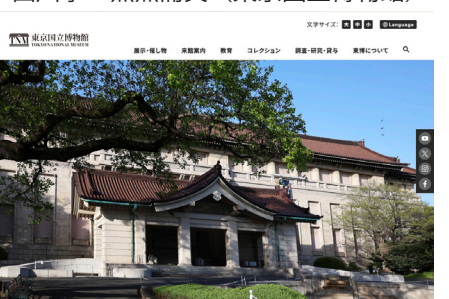 文字サイズ： 大 中 小 Language
東京国立博物館
TOKYO NATIONAL MUSEUM
展示・催し物 来館案内 教育 コレクション 調査・研究・貸与 東博について